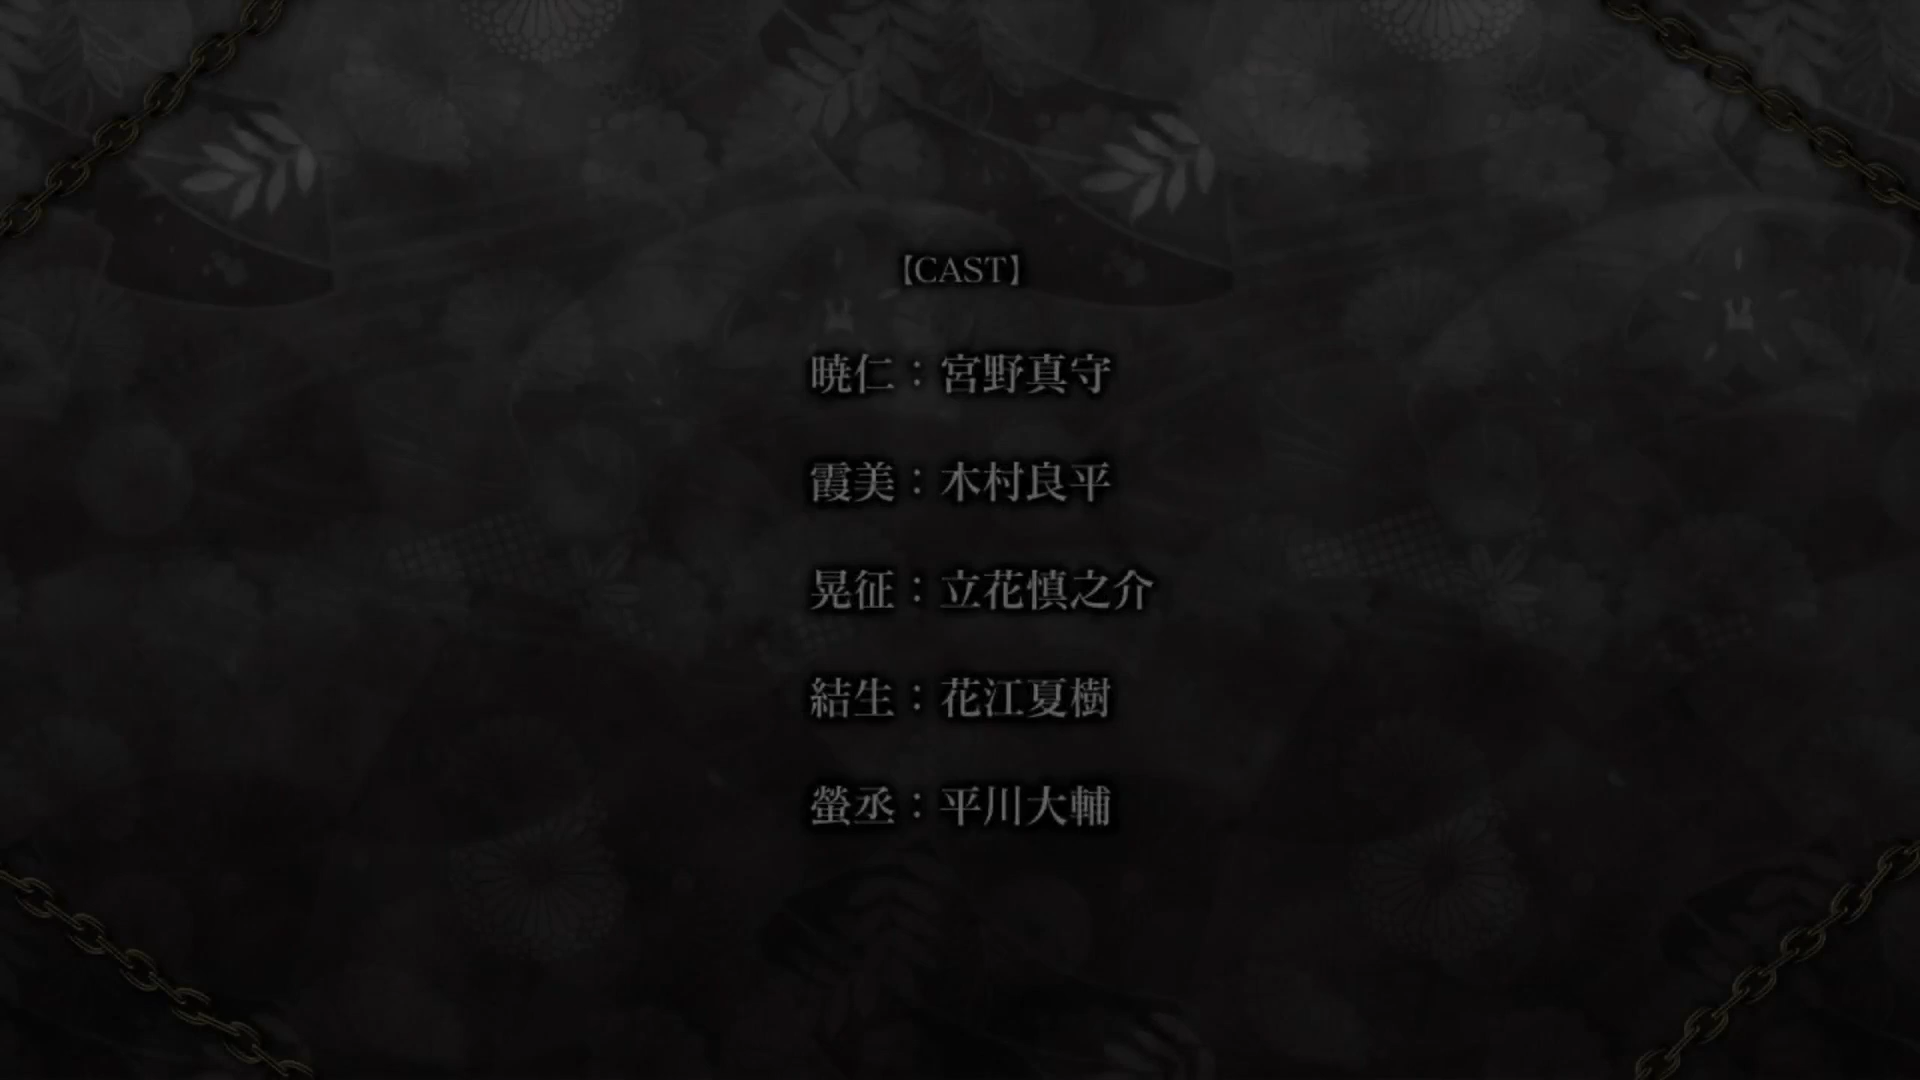 【CAST】
暁仁：宮野真守
霞美：木村良平
晃征：立花慎之介
結生：花江夏樹
螢丞：平川大輔